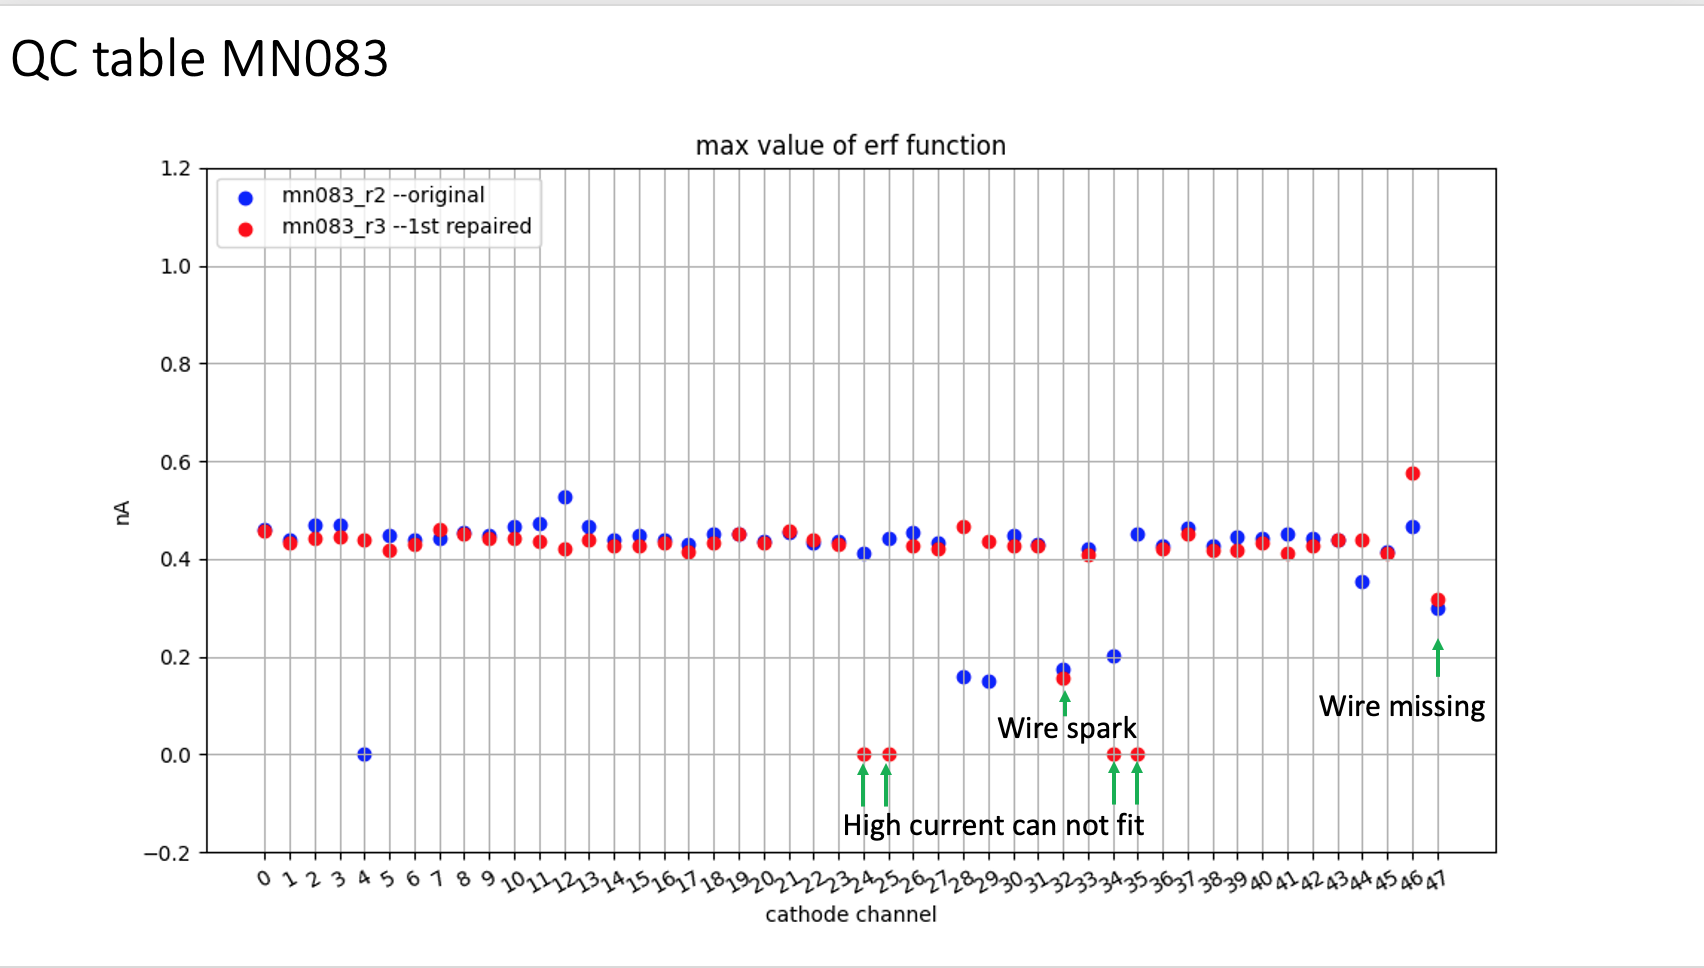 QC table MN083
max value of erf function
1.2
mn083_r2 --original
mn083_r3 --1st repaired
1.0
0.8
0.6
nA
0.4
0.2
Wire missing
Wire spark
0.0
High current can not fit
−0.2
0 1 2 3 4 5 6 7 8 9 10 11 12 13 14 15 16 17 18 19 20 21 22 23 24 25 26 27 28 29 30 31 32 33 34 35 36 37 38 39 40 41 42 43 44 45 46 47
cathode channel